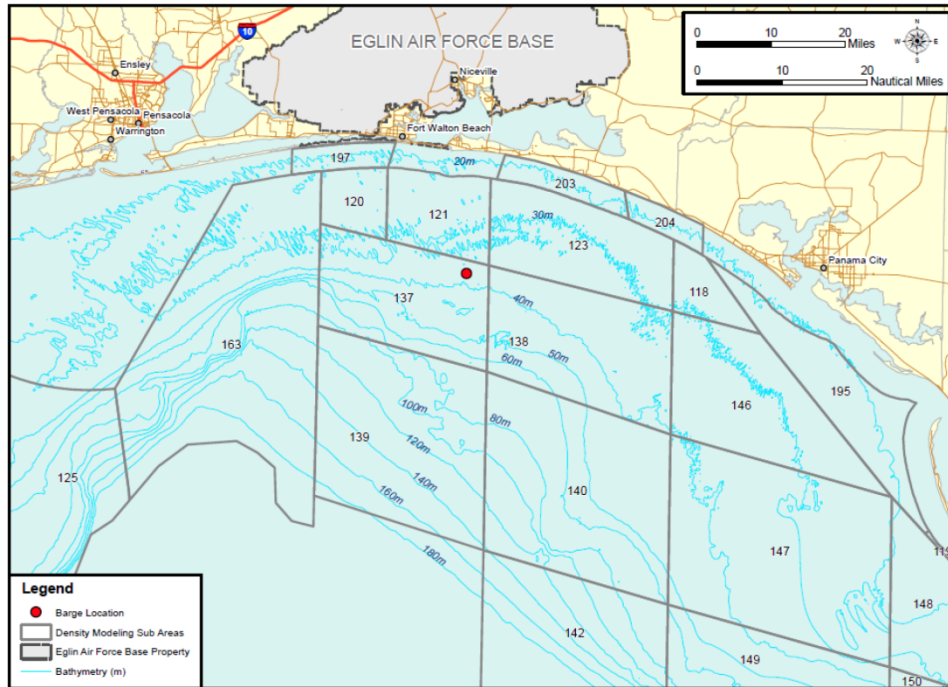 EGLIN AIR FORCE BASE
10
Ensley
Niceville
West Pensacola
Pensacola
Warrington
Fort Walton Beach
0 10 20
Miles
0 10 20
Nautical Miles
N
W E
S
197
20m
203
120
121
30m
204
123
Panama City
118
137
40m
163
138
50m
60m
195
100m
80m
146
139
120m
125
140m
140
160m
147
180m
148
142
149
150
Legend
Barge Location
Density Modeling Sub Areas
Eglin Air Force Base Property
Bathymetry (m)